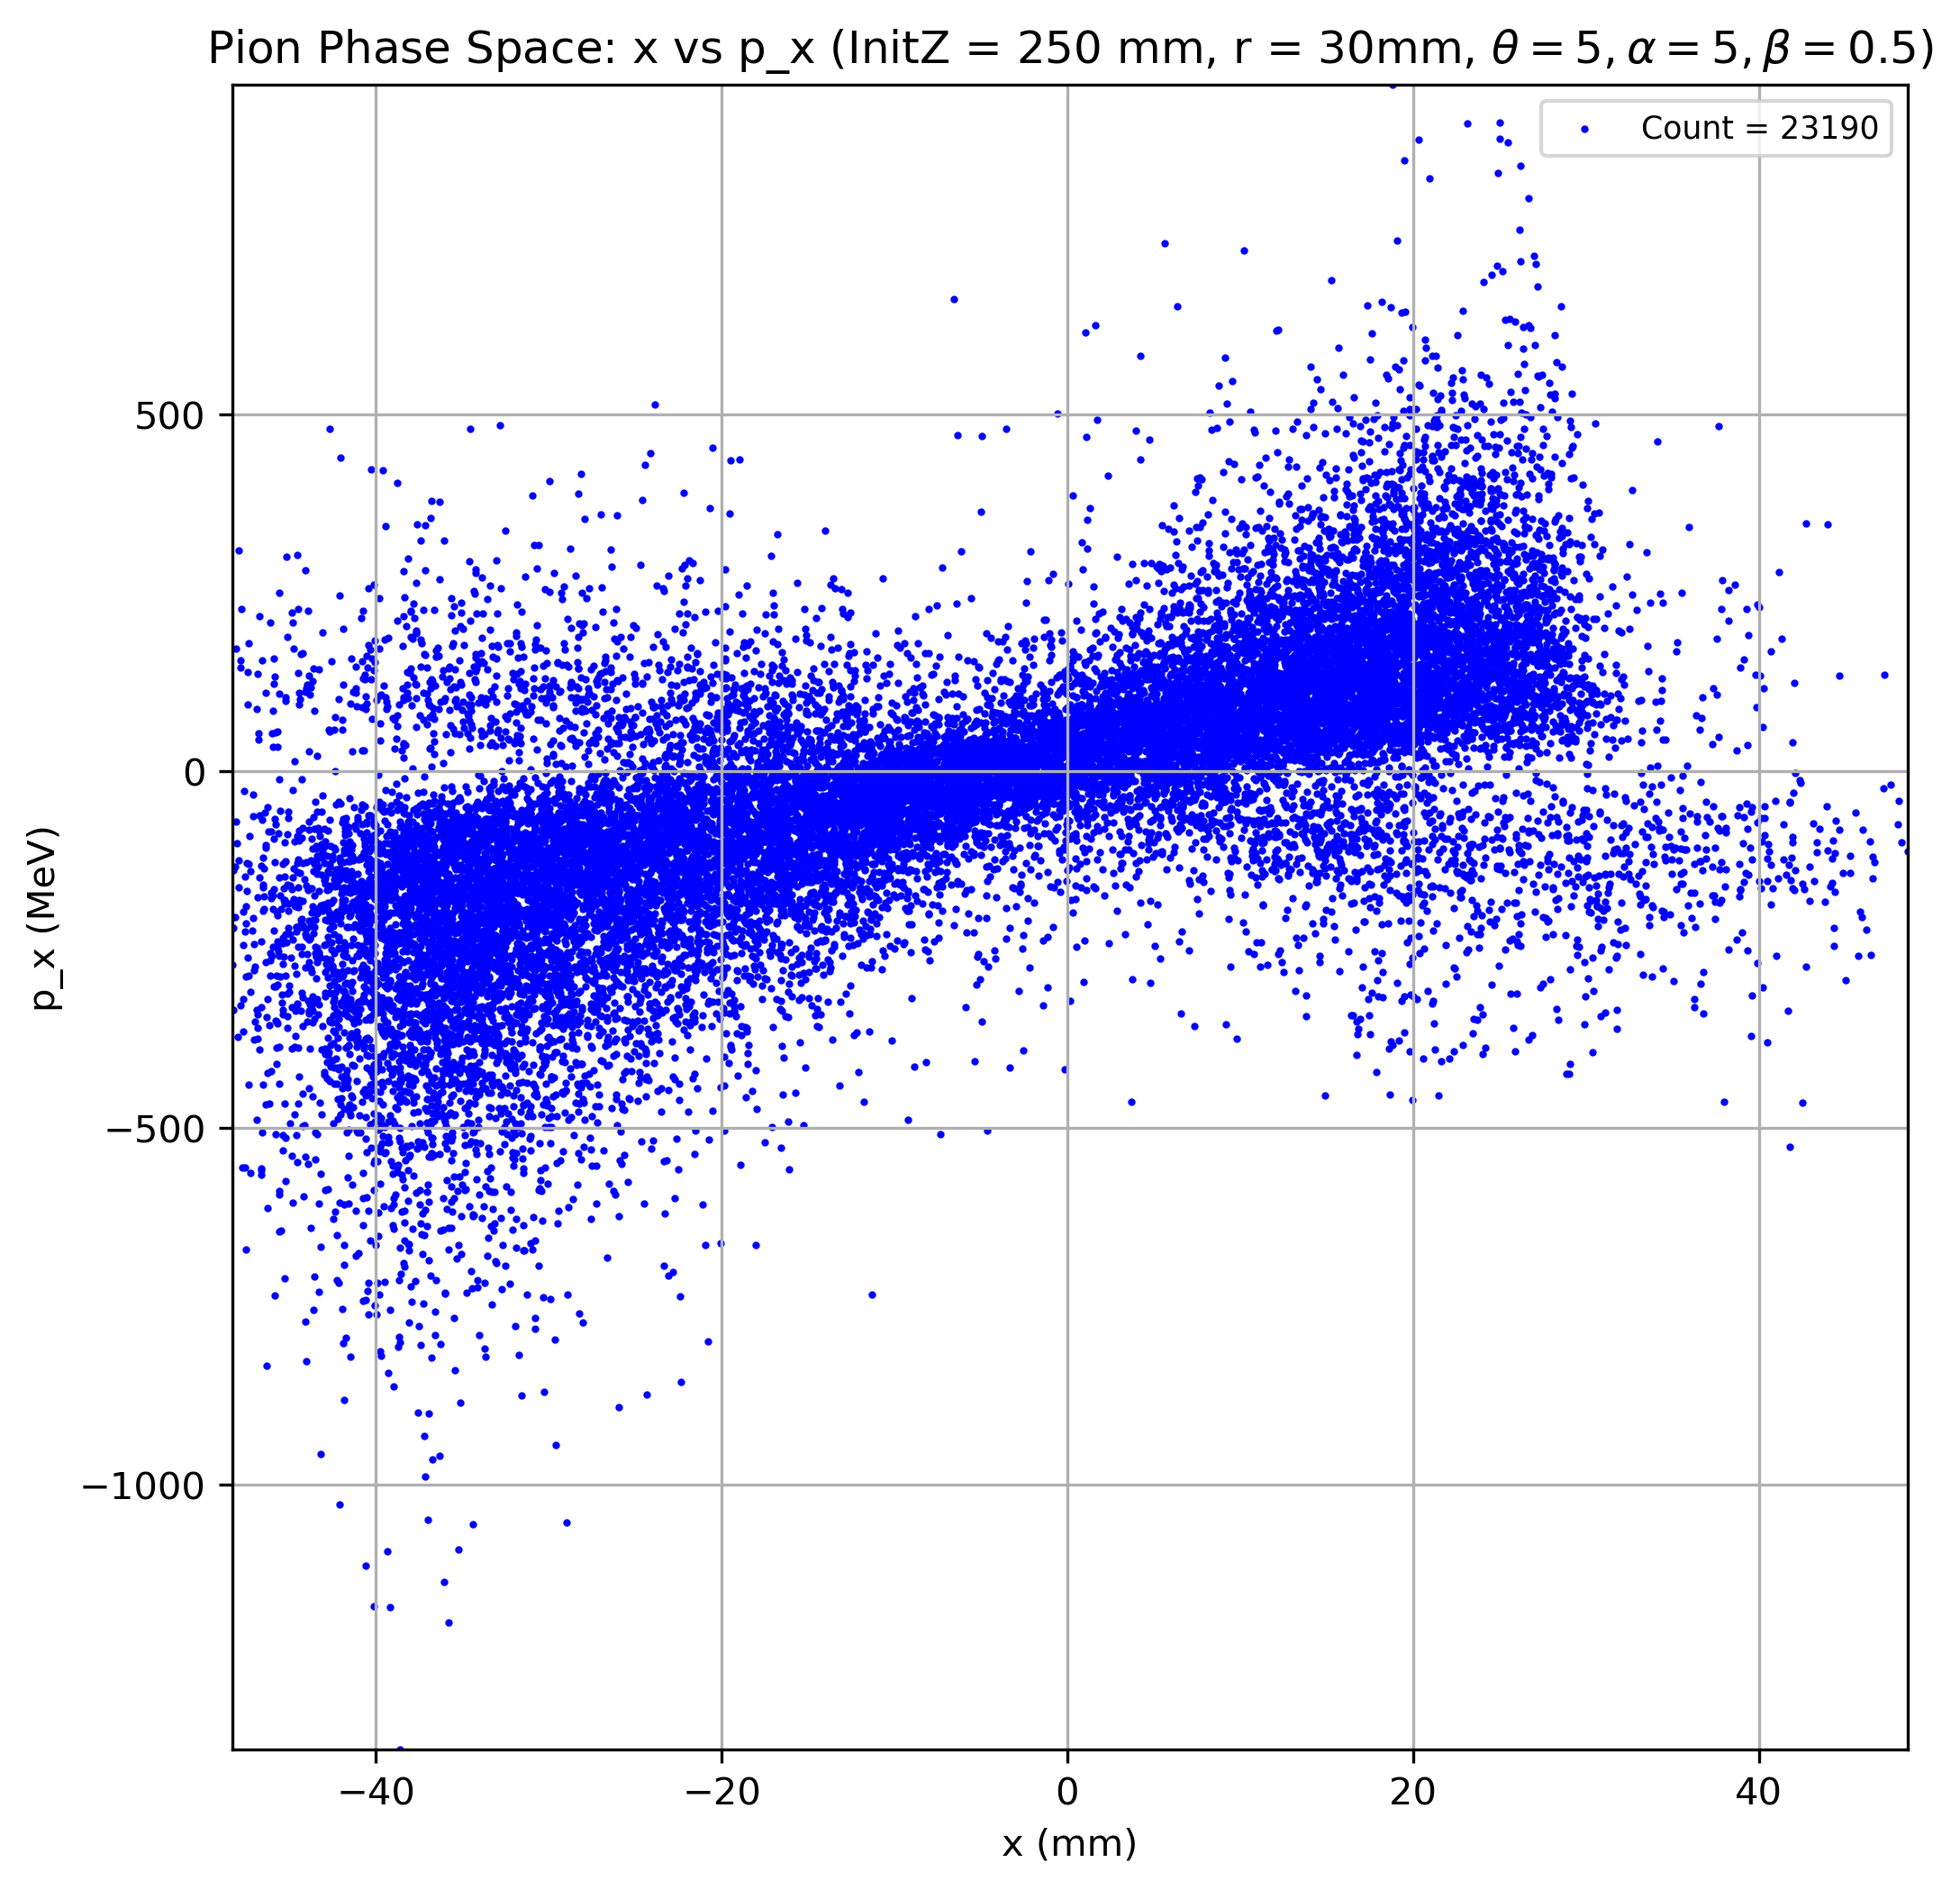 Pion Phase Space: x vs p_x (InitZ = 250 mm, r = 30mm, θ = 5, α = 5, β = 0.5)
Count = 23190
500
0
−500
−1000
p_x (MeV)
−40 −20 0 20 40
x (mm)